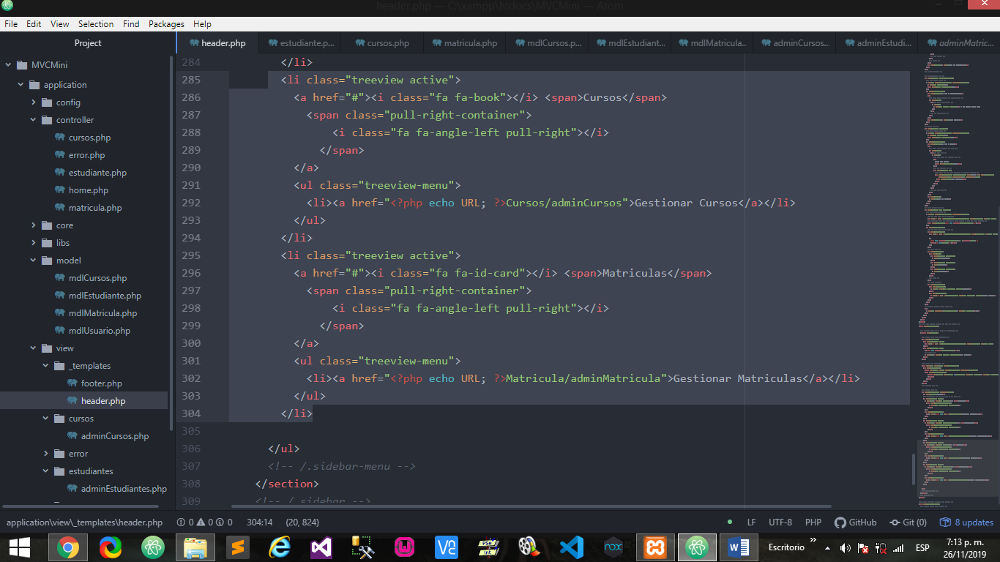 header.php — C:\xampp\htdocs\MVCMini — Atom
File Edit View Selection Find Packages Help
Project
header.php estudiante.p... cursos.php matricula.php mdlCursos.p... mdlEstudiant... mdlMatricula.. adminCursos... adminEstudi... adminMatric...
MVCMini
application
config
controller
cursos.php
error.php
estudiante.php
home.php
matricula.php
core
libs
model
mdlCursos.php
mdlEstudiante.php
mdlMatricula.php
mdlUsuario.php
view
_templates
footer.php
header.php
cursos
adminCursos.php
error
estudiantes
adminEstudiantes.php
284 </li>
285 <li class="treeview active">
286 <a href="#"><i class="fa fa-book"></i> <span>Cursos</span>
287 <span class="pull-right-container">
288 <i class="fa fa-angle-left pull-right"></i>
289 </span>
290 </a>
291 <ul class="treeview-menu">
292 <li><a href="<?php echo URL; ?>Cursos/adminCursos">Gestionar Cursos</a></li>
293 </ul>
294 </li>
295 <li class="treeview active">
296 <a href="#"><i class="fa fa-id-card"></i> <span>Matriculas</span>
297 <span class="pull-right-container">
298 <i class="fa fa-angle-left pull-right"></i>
299 </span>
300 </a>
301 <ul class="treeview-menu">
302 <li><a href="<?php echo URL; ?>Matricula/adminMatricula">Gestionar Matriculas</a></li>
303 </ul>
304 </li>
305
306 </ul>
307 <!-- /.sidebar-menu -->
308 </section>
309 <!-- /.sidebar -->
application\view\_templates\header.php 0 0 0 304:14 (20, 824) LF UTF-8 PHP GitHub Git (0) 8 updates
Escritorio » ESP
7:13 p. m.
26/11/2019